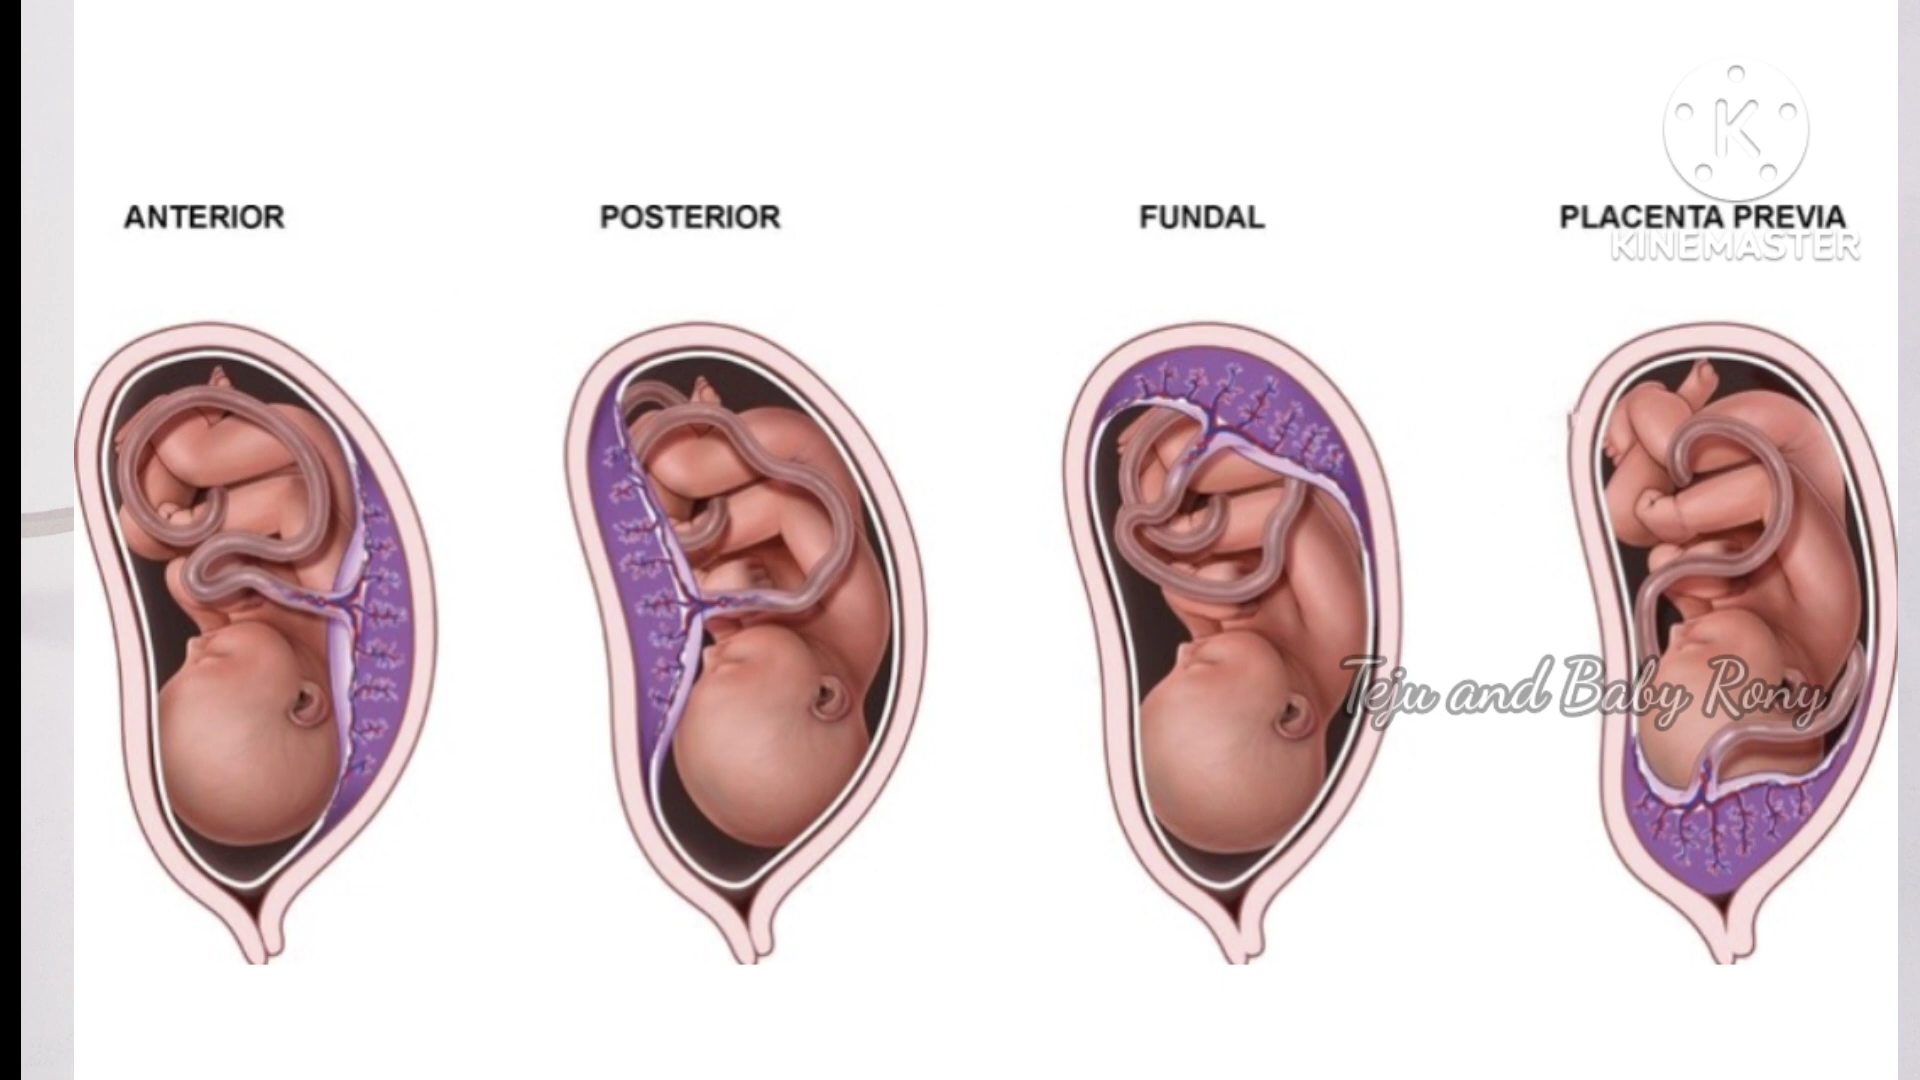 ANTERIOR
POSTERIOR
FUNDAL
PLACENTA PREVIA
K
KINEMASTER
Teju and Baby Rony